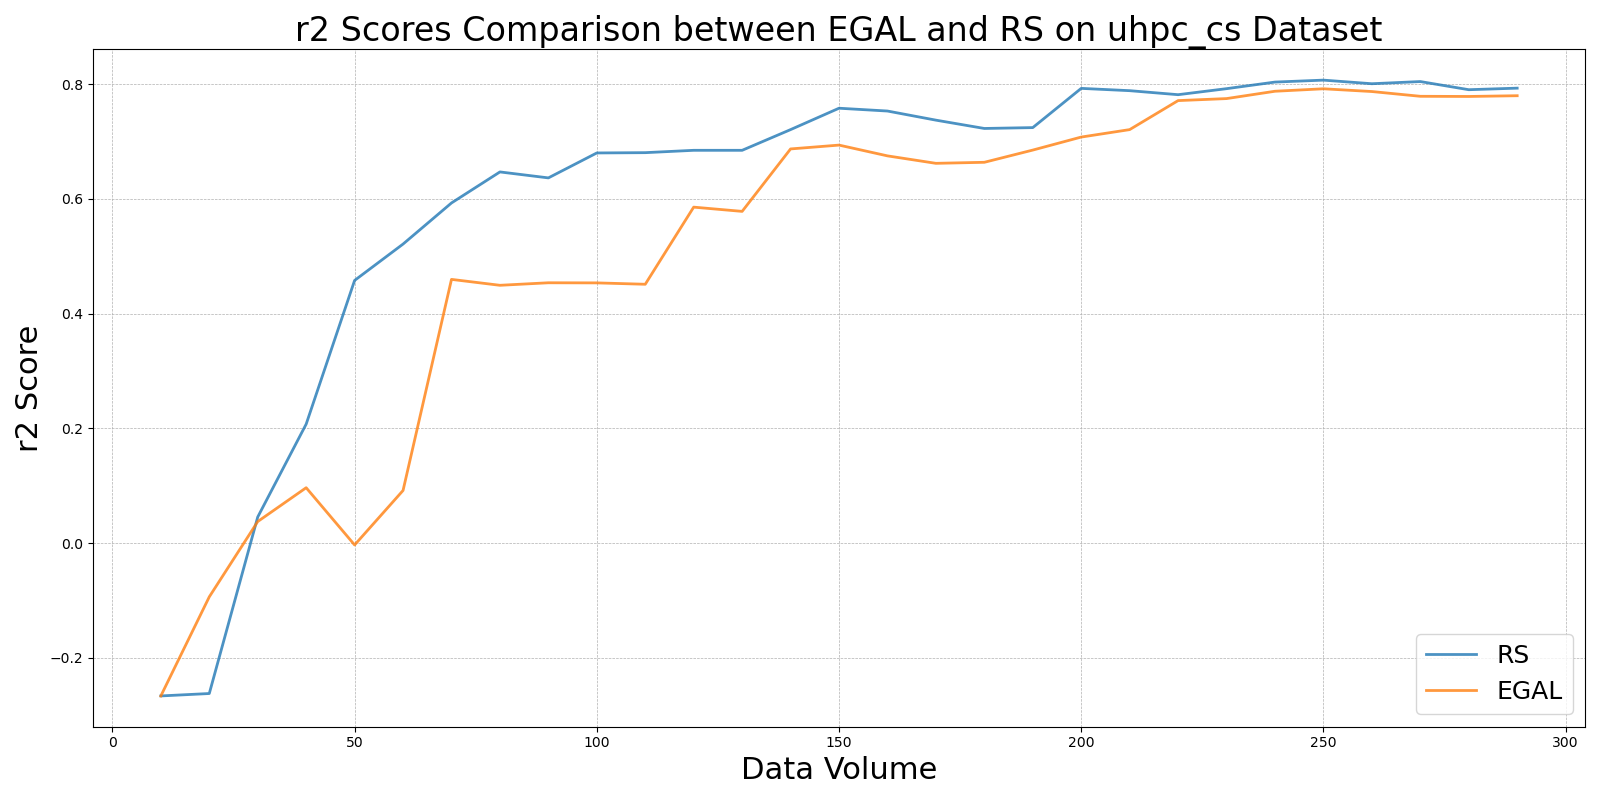 r2 Scores Comparison between EGAL and RS on uhpc_cs Dataset
r2 Score
0.8
0.6
0.4
0.2
0.0
−0.2
0 50 100 150 200 250 300
Data Volume
RS
EGAL